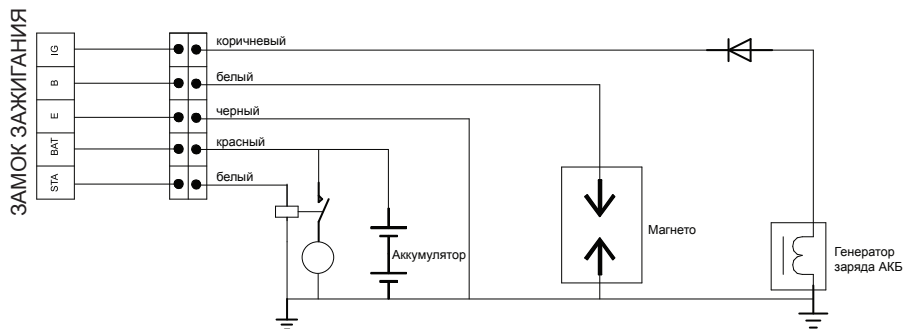 ЗАМОК ЗАЖИГАНИЯ
IG
коричневый
B
белый
E
черный
BAT
красный
STA
белый
Аккумулятор
Магнето
Генератор
заряда АКБ